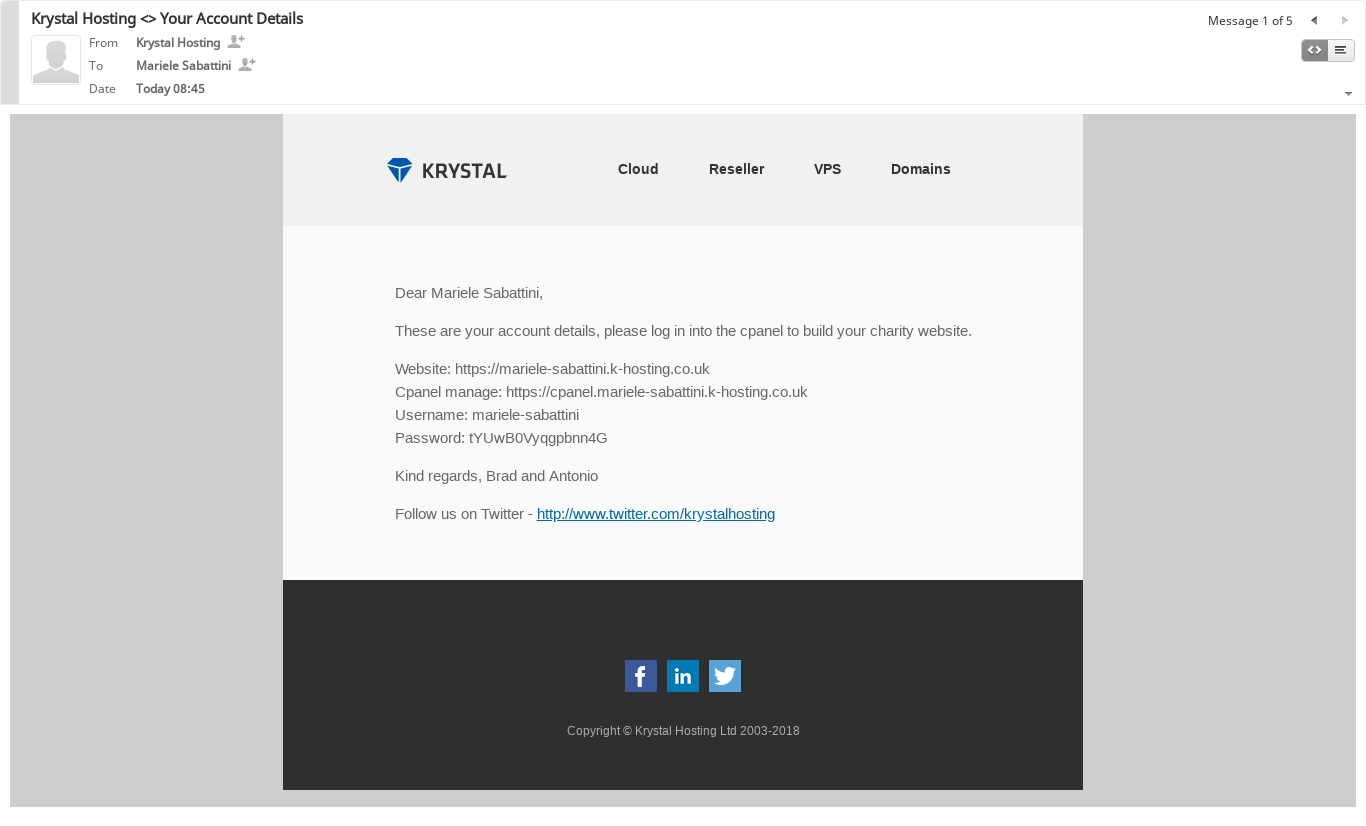 Krystal Hosting <> Your Account Details
Message 1 of 5
From Krystal Hosting
To Mariele Sabattini
Date Today 08:45
KRYSTAL
Cloud Reseller VPS Domains
Dear Mariele Sabattini,
These are your account details, please log in into the cpanel to build your charity website.
Website: https://mariele-sabattini.k-hosting.co.uk
Cpanel manage: https://cpanel.mariele-sabattini.k-hosting.co.uk
Username: mariele-sabattini
Password: tYUwB0Vyqgpbnn4G
Kind regards, Brad and Antonio
Follow us on Twitter - http://www.twitter.com/krystalhosting
f in
Copyright © Krystal Hosting Ltd 2003-2018